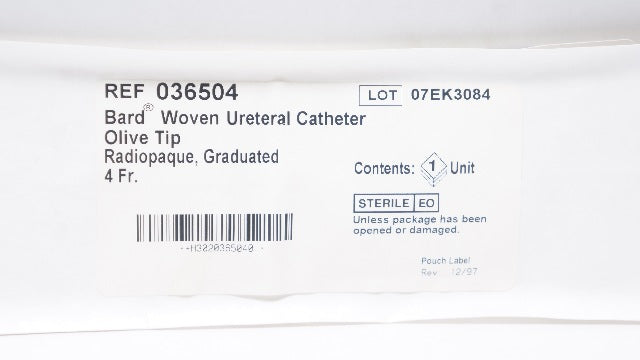 REF 036504
LOT 07EK3084
Bard® Woven Ureteral Catheter
Olive Tip
Radiopaque, Graduated
4 Fr.
Contents: 1 Unit
STERILE EO
Unless package has been
opened or damaged.
--H3020365040-
Pouch Label
Rev. 12/97